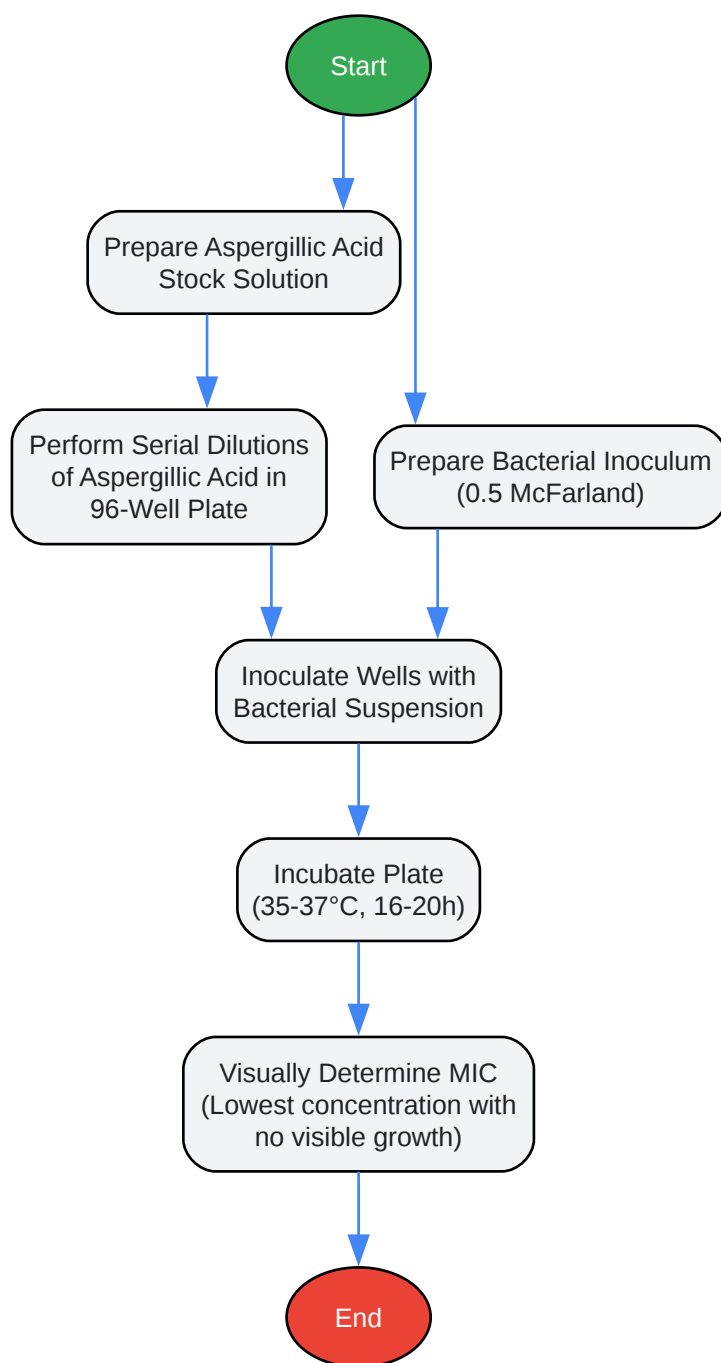 Start
Prepare Aspergillic Acid
Stock Solution
Perform Serial Dilutions
of Aspergillic Acid in
96-Well Plate
Prepare Bacterial Inoculum
(0.5 McFarland)
Inoculate Wells with
Bacterial Suspension
Incubate Plate
(35-37°C, 16-20h)
Visually Determine MIC
(Lowest concentration with
no visible growth)
End